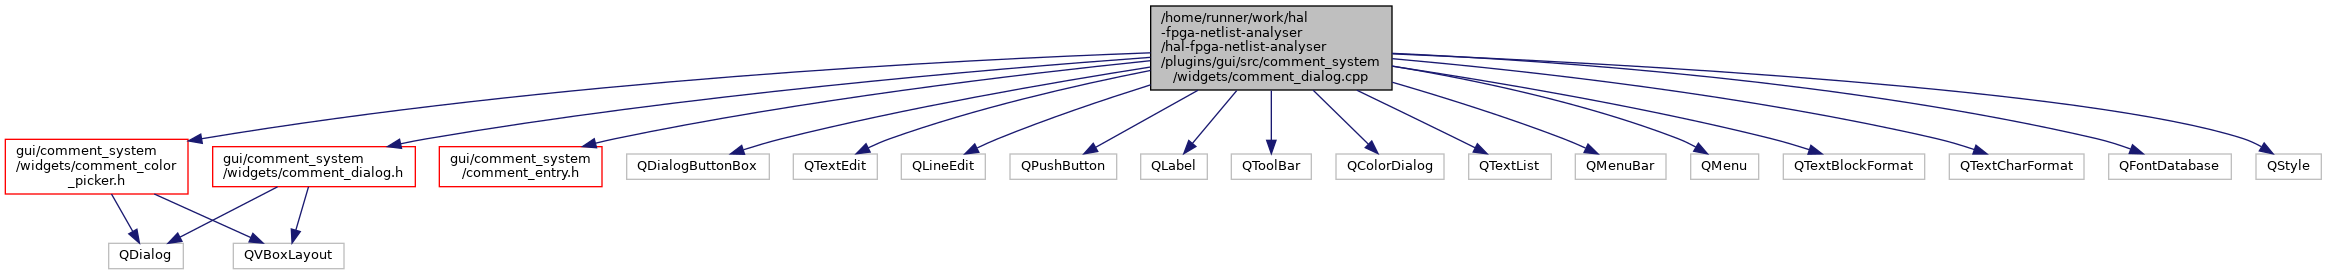 /home/runner/work/hal
-fpga-netlist-analyser
/hal-fpga-netlist-analyser
/plugins/gui/src/comment_system
/widgets/comment_dialog.cpp
gui/comment_system
/widgets/comment_color
_picker.h
gui/comment_system
/widgets/comment_dialog.h
gui/comment_system
/comment_entry.h
QDialogButtonBox
QTextEdit
QLineEdit
QPushButton
QLabel
QToolBar
QColorDialog
QTextList
QMenuBar
QMenu
QTextBlockFormat
QTextCharFormat
QFontDatabase
QStyle
QDialog
QVBoxLayout